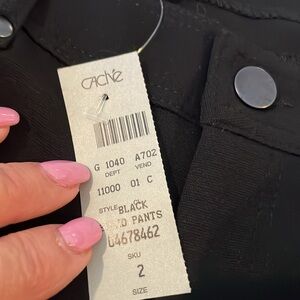 CACHÉ
G 1040 A702
DEPT VEND
11000 01 C
STYLE
BLACK
PANTS
04678462
SKU
2
SIZE